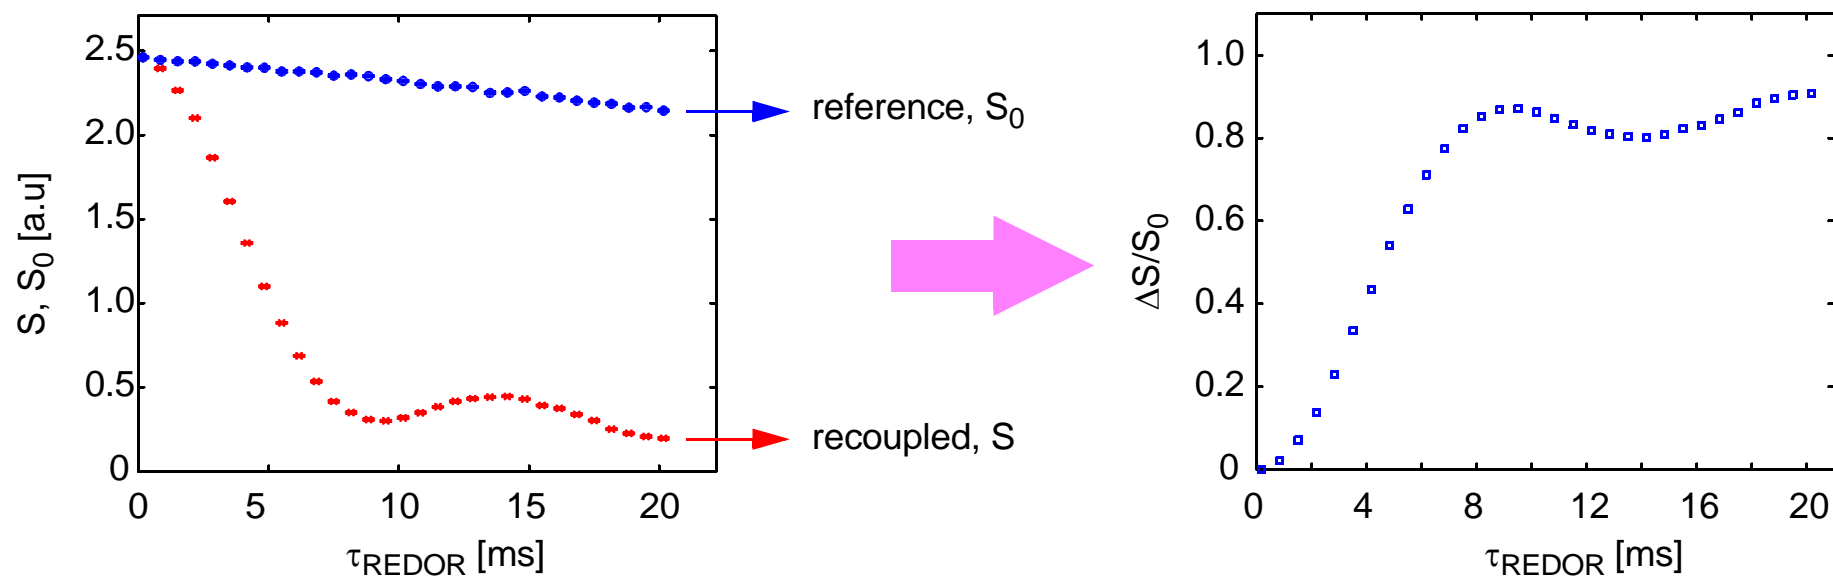 S, S0 [a.u
2.5
2.0
1.5
1.0
0.5
0
0 5 10 15 20
τREDOR [ms]
reference, S0
recoupled, S
ΔS/S0
1.0
0.8
0.6
0.4
0.2
0
0 4 8 12 16 20
τREDOR [ms]